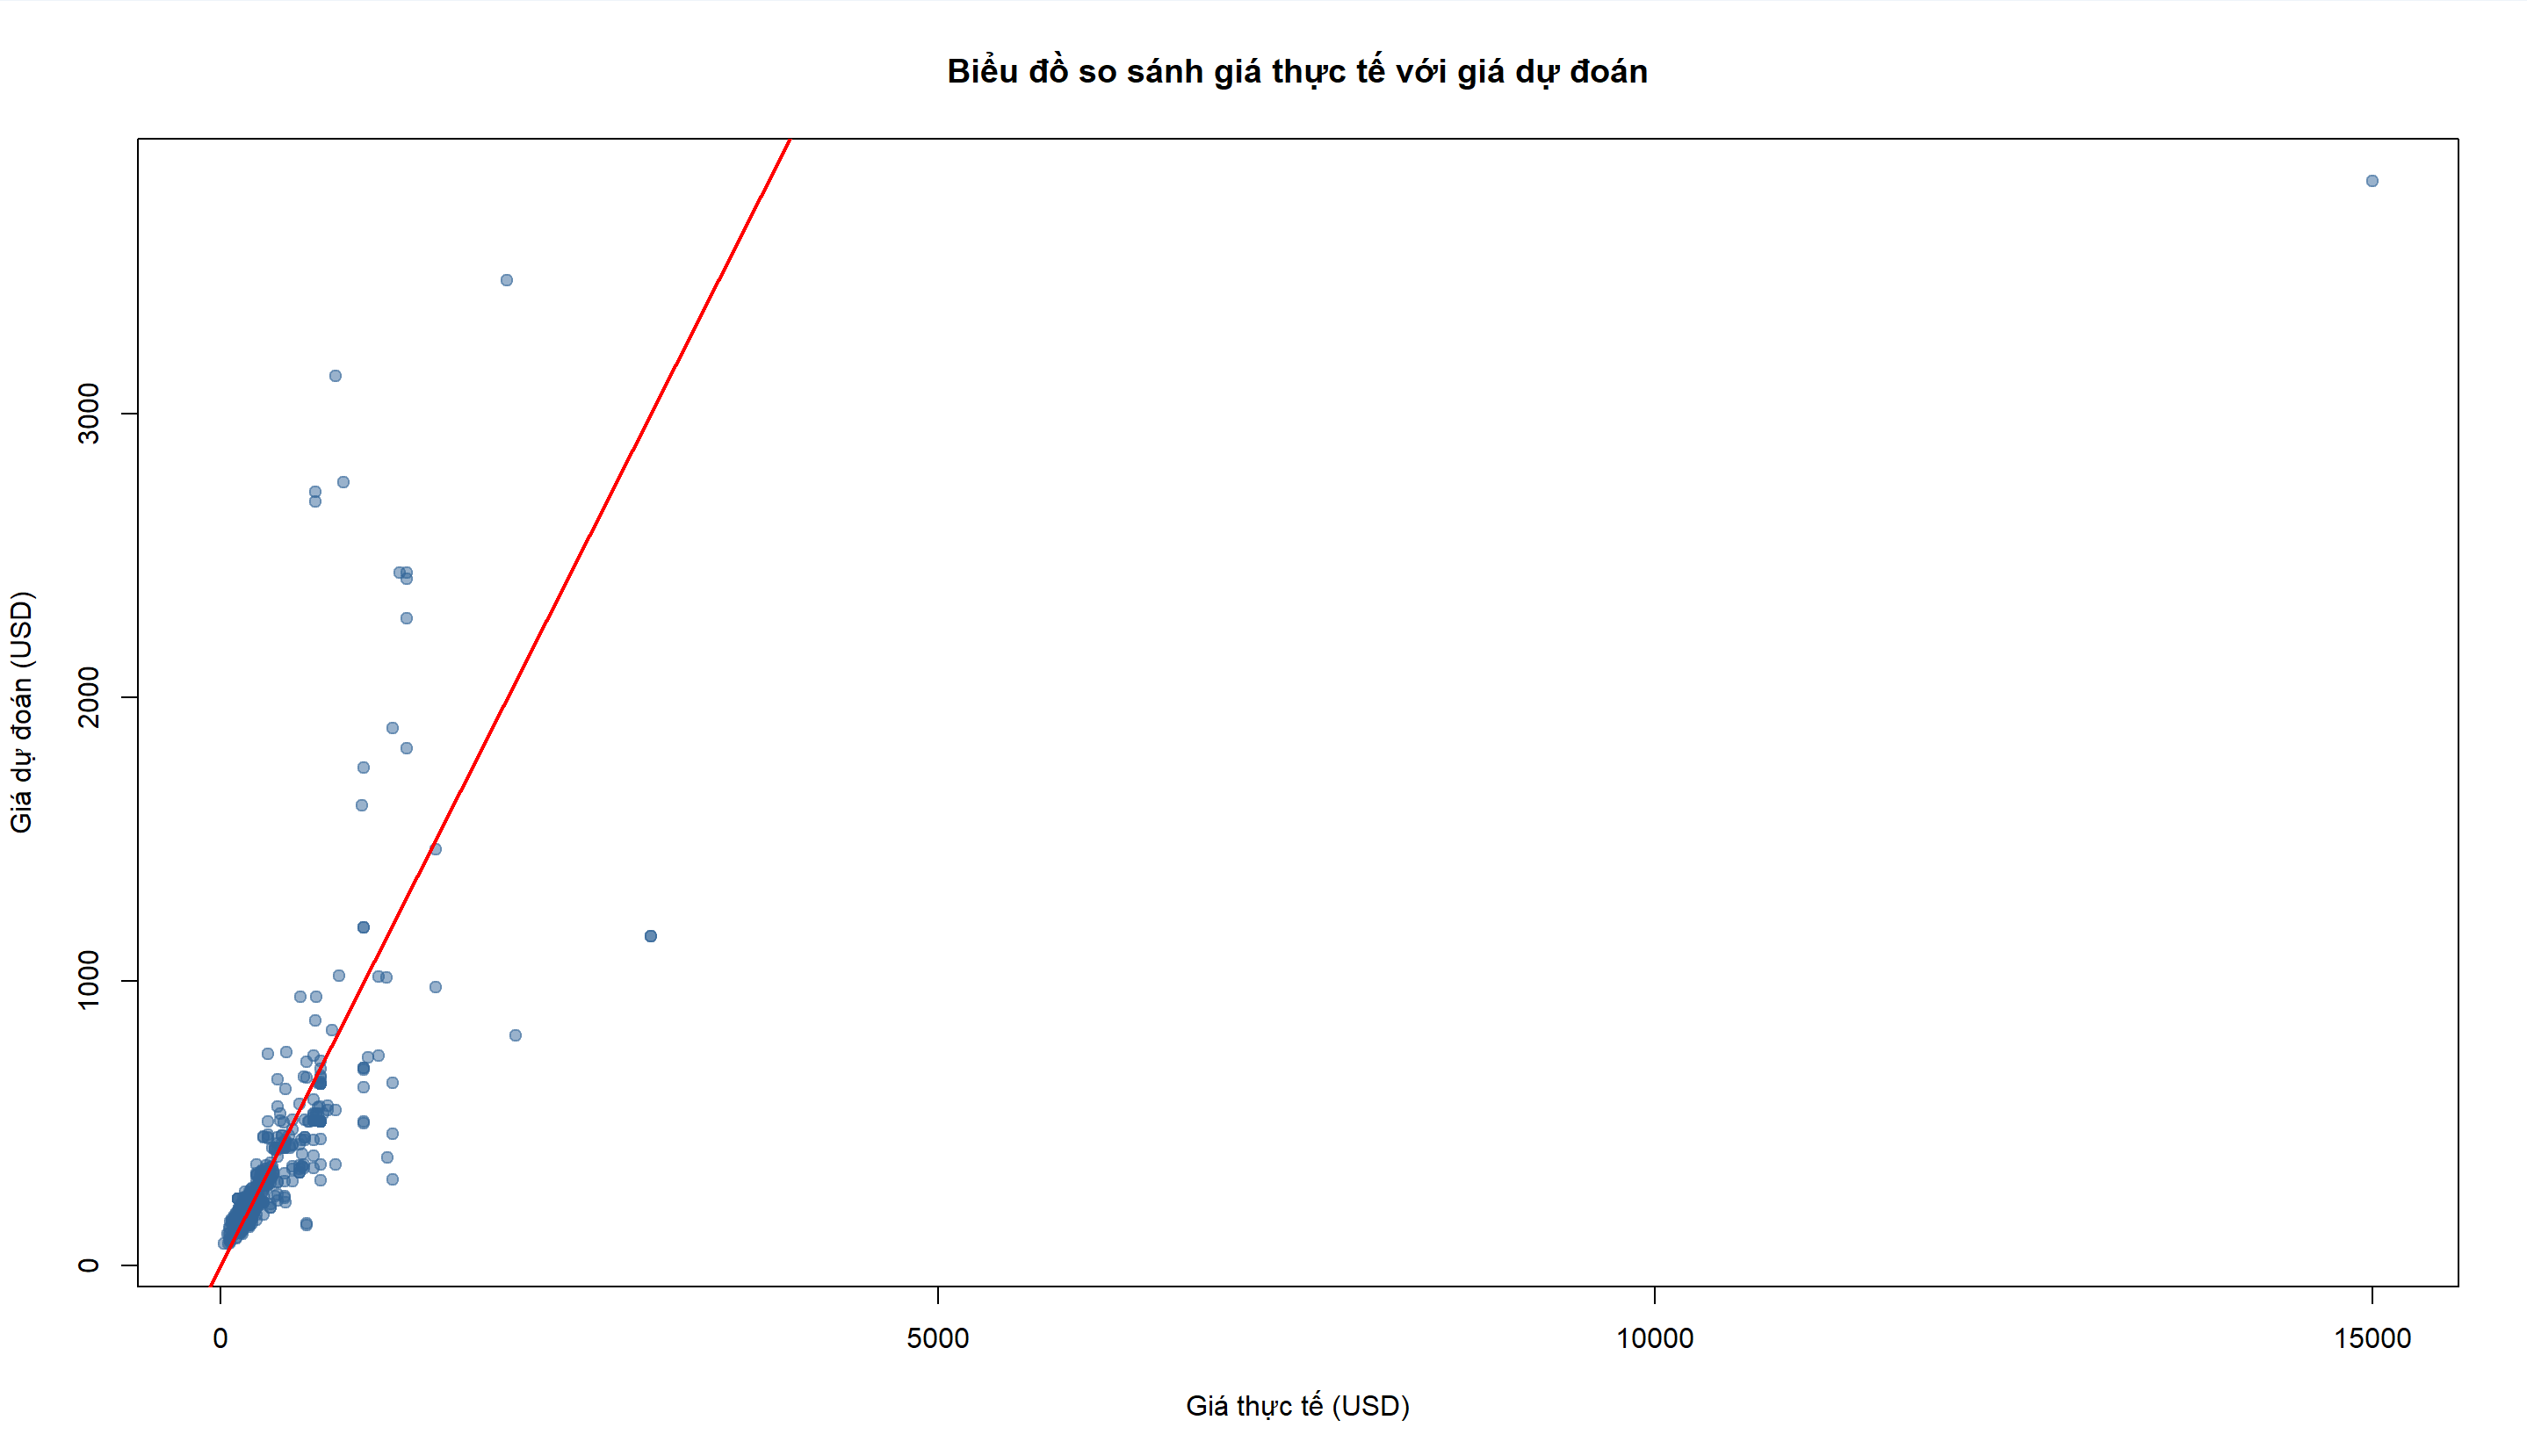 Biểu đồ so sánh giá thực tế với giá dự đoán
Giá dự đoán (USD)
3000
2000
1000
0
0
5000
10000
15000
Giá thực tế (USD)